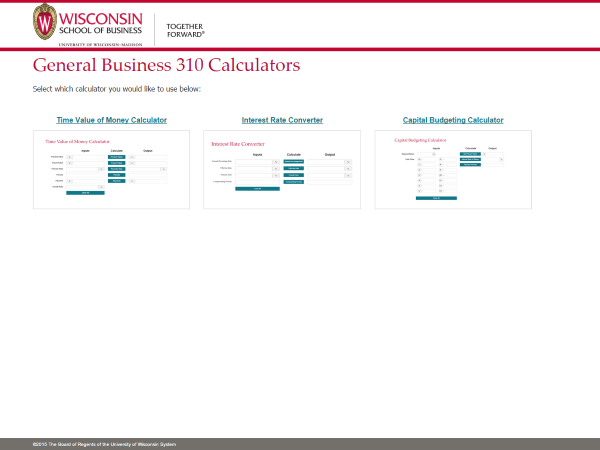 WISCONSIN
SCHOOL OF BUSINESS
UNIVERSITY OF WISCONSIN–MADISON
TOGETHER
FORWARD®
General Business 310 Calculators
Select which calculator you would like to use below:
Time Value of Money Calculator
Interest Rate Converter
Capital Budgeting Calculator
Time Value of Money Calculator
Inputs Calculate Output
Interest Rate Converter
Inputs Calculate Output
Capital Budgeting Calculator
Inputs Calculate Output
©2015 The Board of Regents of the University of Wisconsin System